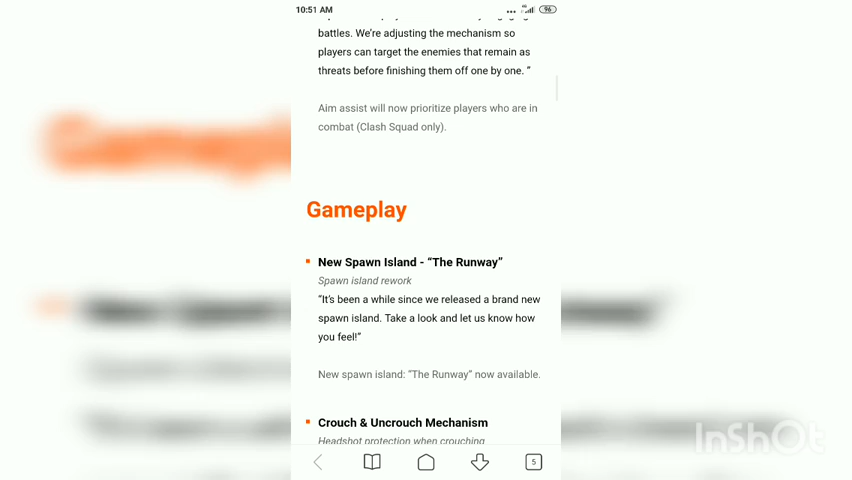 10:51 AM
96
battles. We're adjusting the mechanism so
players can target the enemies that remain as
threats before finishing them off one by one. ”
Aim assist will now prioritize players who are in
combat (Clash Squad only).
Gameplay
New Spawn Island - “The Runway”
Spawn island rework
“It's been a while since we released a brand new
spawn island. Take a look and let us know how
you feel!”
New spawn island: “The Runway” now available.
Crouch & Uncrouch Mechanism
Headshot protection when crouching
5
InShOt